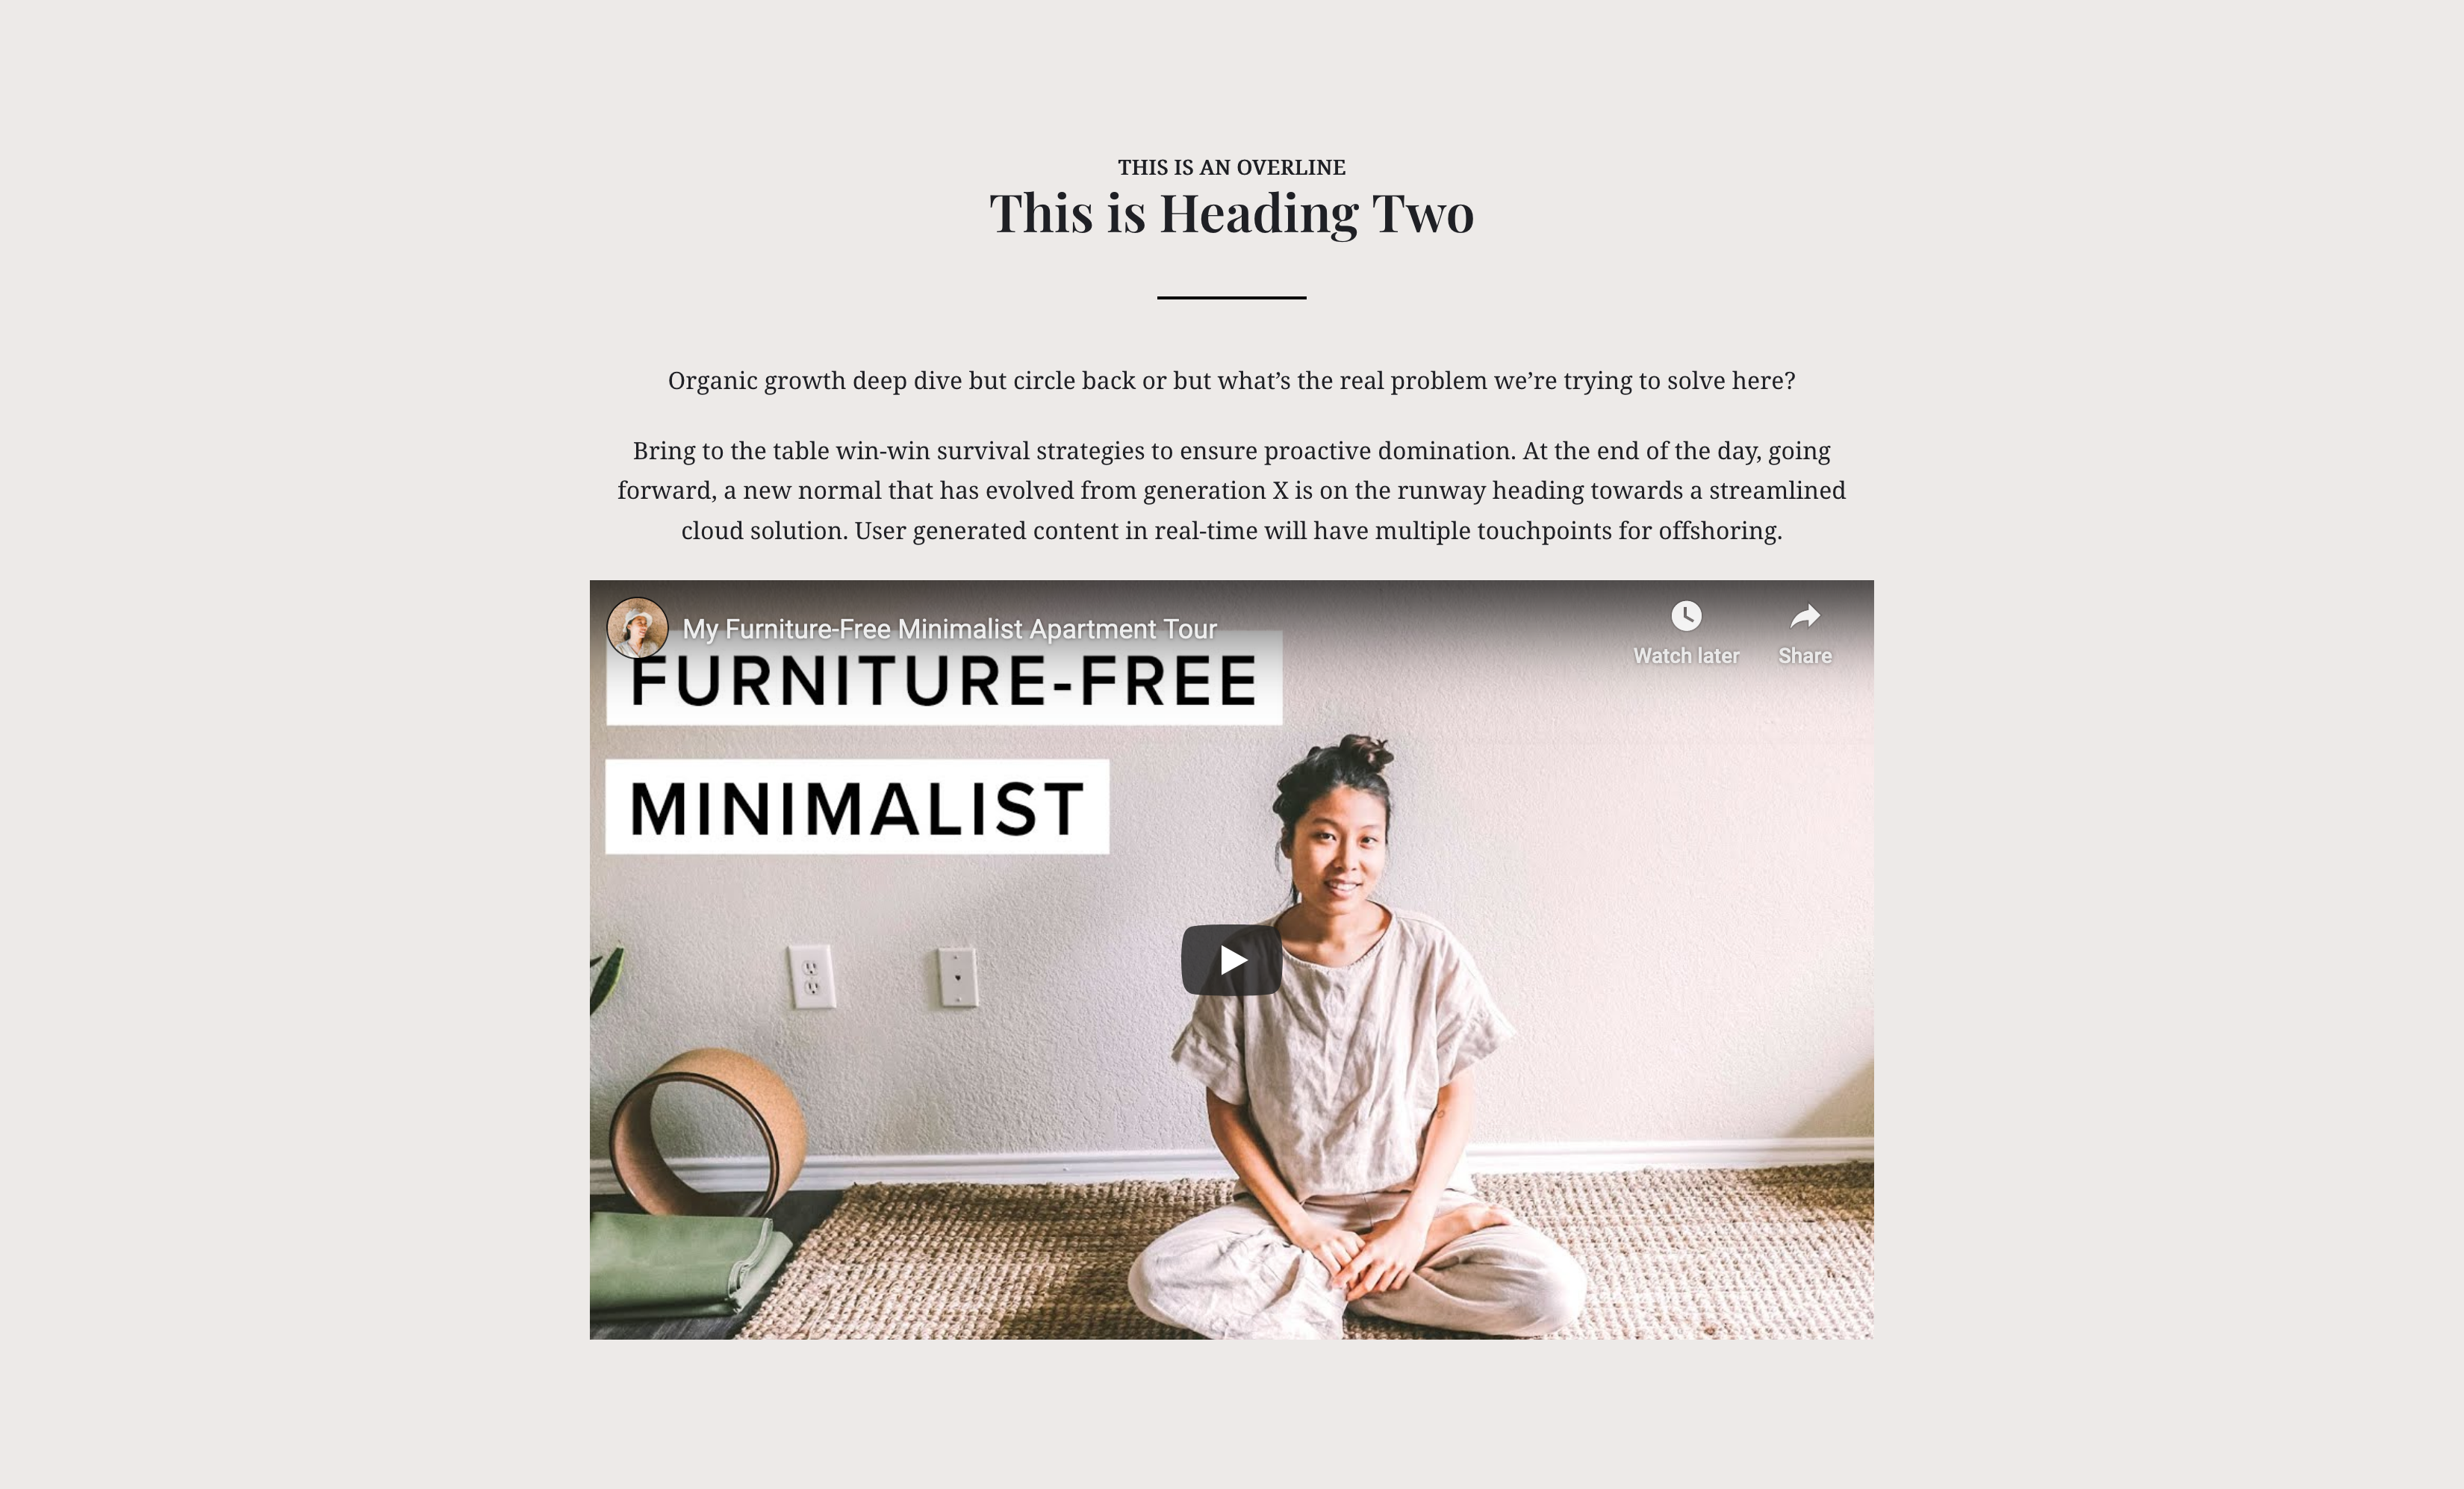 THIS IS AN OVERLINE
This is Heading Two
Organic growth deep dive but circle back or but what’s the real problem we’re trying to solve here?
Bring to the table win-win survival strategies to ensure proactive domination. At the end of the day, going
forward, a new normal that has evolved from generation X is on the runway heading towards a streamlined
cloud solution. User generated content in real-time will have multiple touchpoints for offshoring.
My Furniture-Free Minimalist Apartment Tour
Watch later
Share
FURNITURE-FREE
MINIMALIST